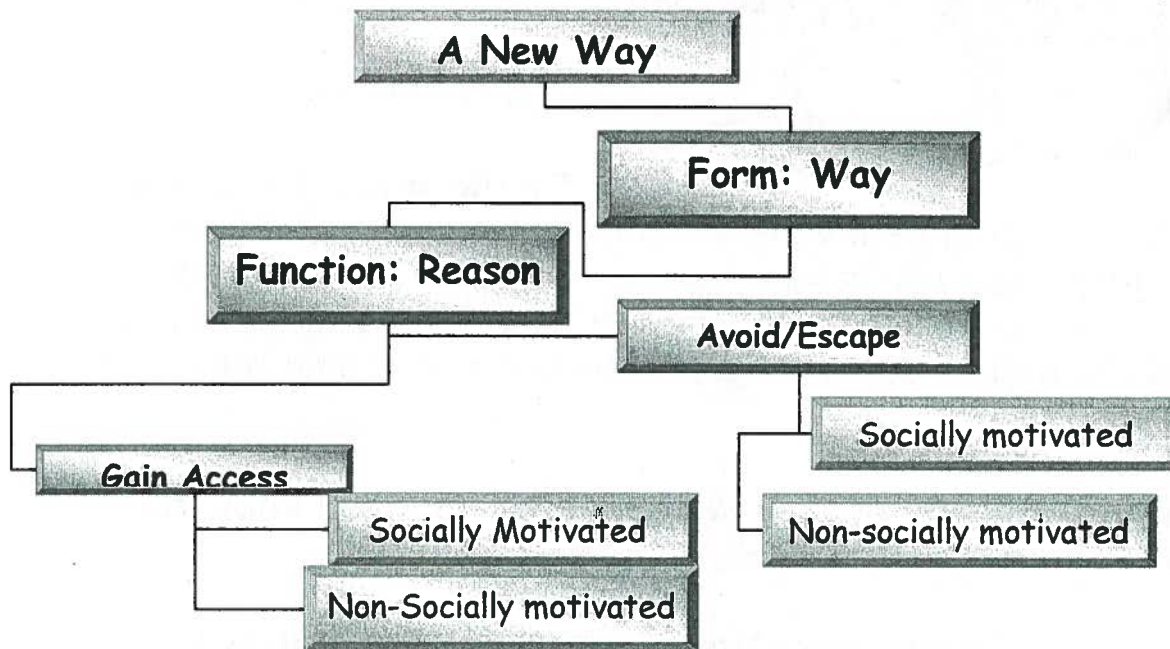 A New Way
Form: Way
Function: Reason
Avoid/Escape
Socially motivated
Gain Access
Socially Motivated
Non-socially motivated
Non-Socially motivated